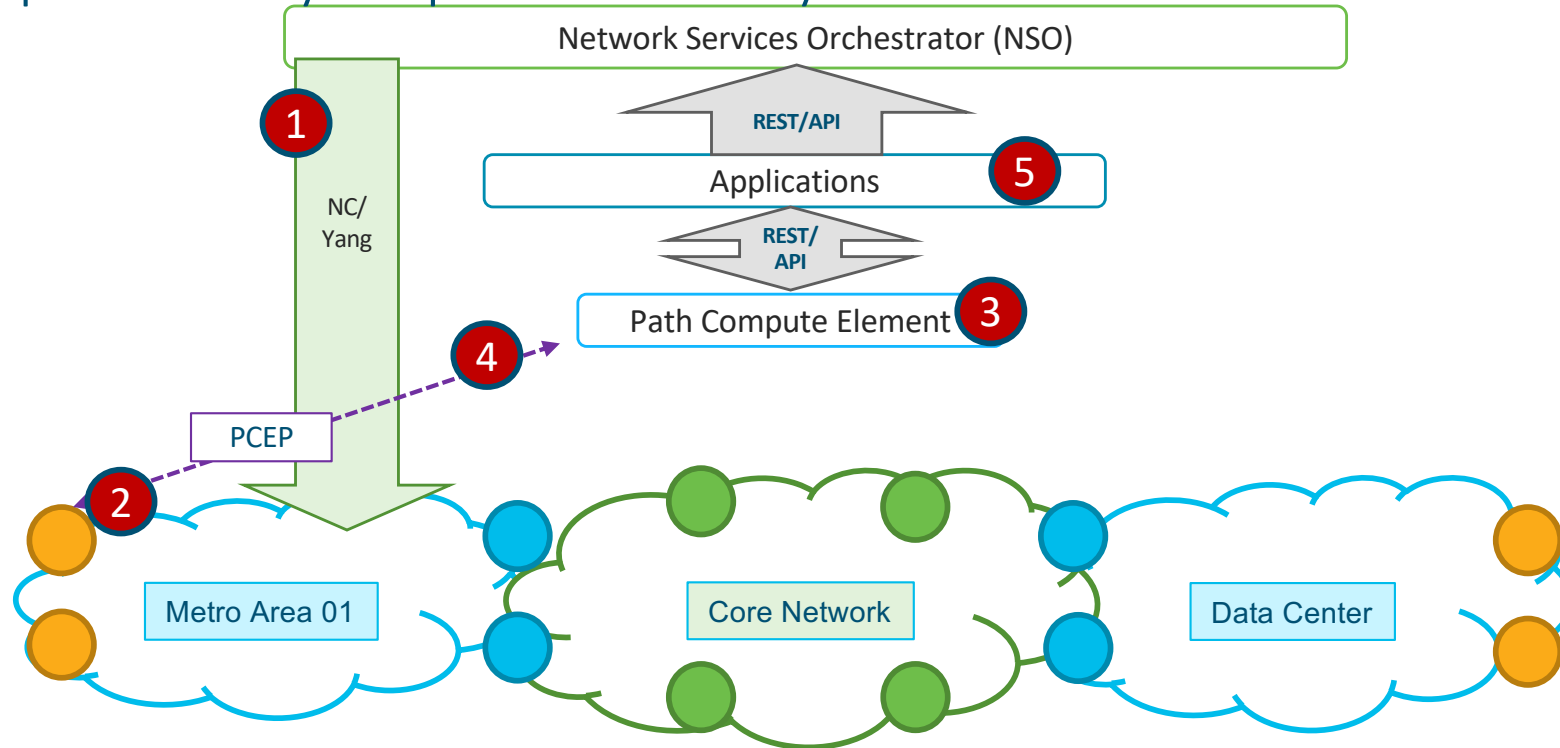 Network Services Orchestrator (NSO)
1
REST/API
Applications
5
NC/
Yang
REST/
API
Path Compute Element
3
4
PCEP
2
Metro Area 01
Core Network
Data Center